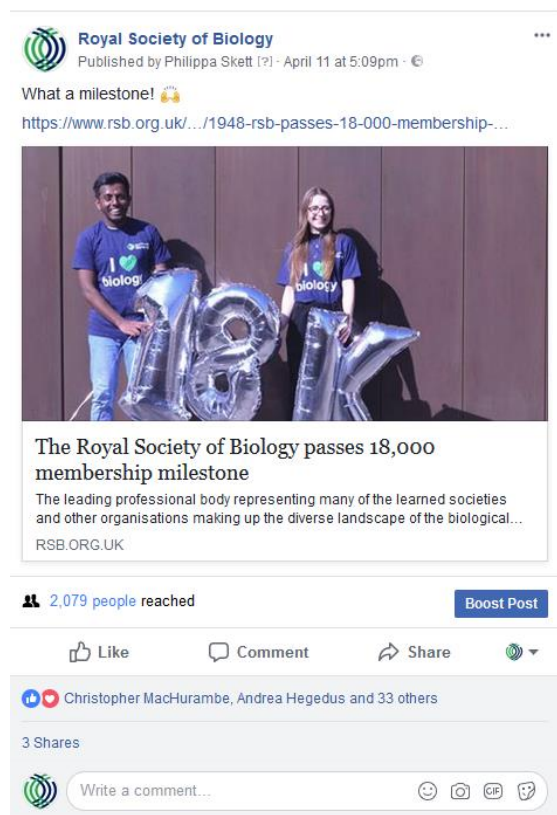 Royal Society of Biology
Published by Philippa Skett [?] · April 11 at 5:09pm ·
What a milestone! 🙌
https://www.rsb.org.uk/.../1948-rsb-passes-18-000-membership-...
I
biology
I
biology
18K
The Royal Society of Biology passes 18,000
membership milestone
The leading professional body representing many of the learned societies
and other organisations making up the diverse landscape of the biological...
RSB.ORG.UK
2,079 people reached
Boost Post
Like Comment Share
Christopher MacHurambe, Andrea Hegedus and 33 others
3 Shares
Write a comment...
GIF